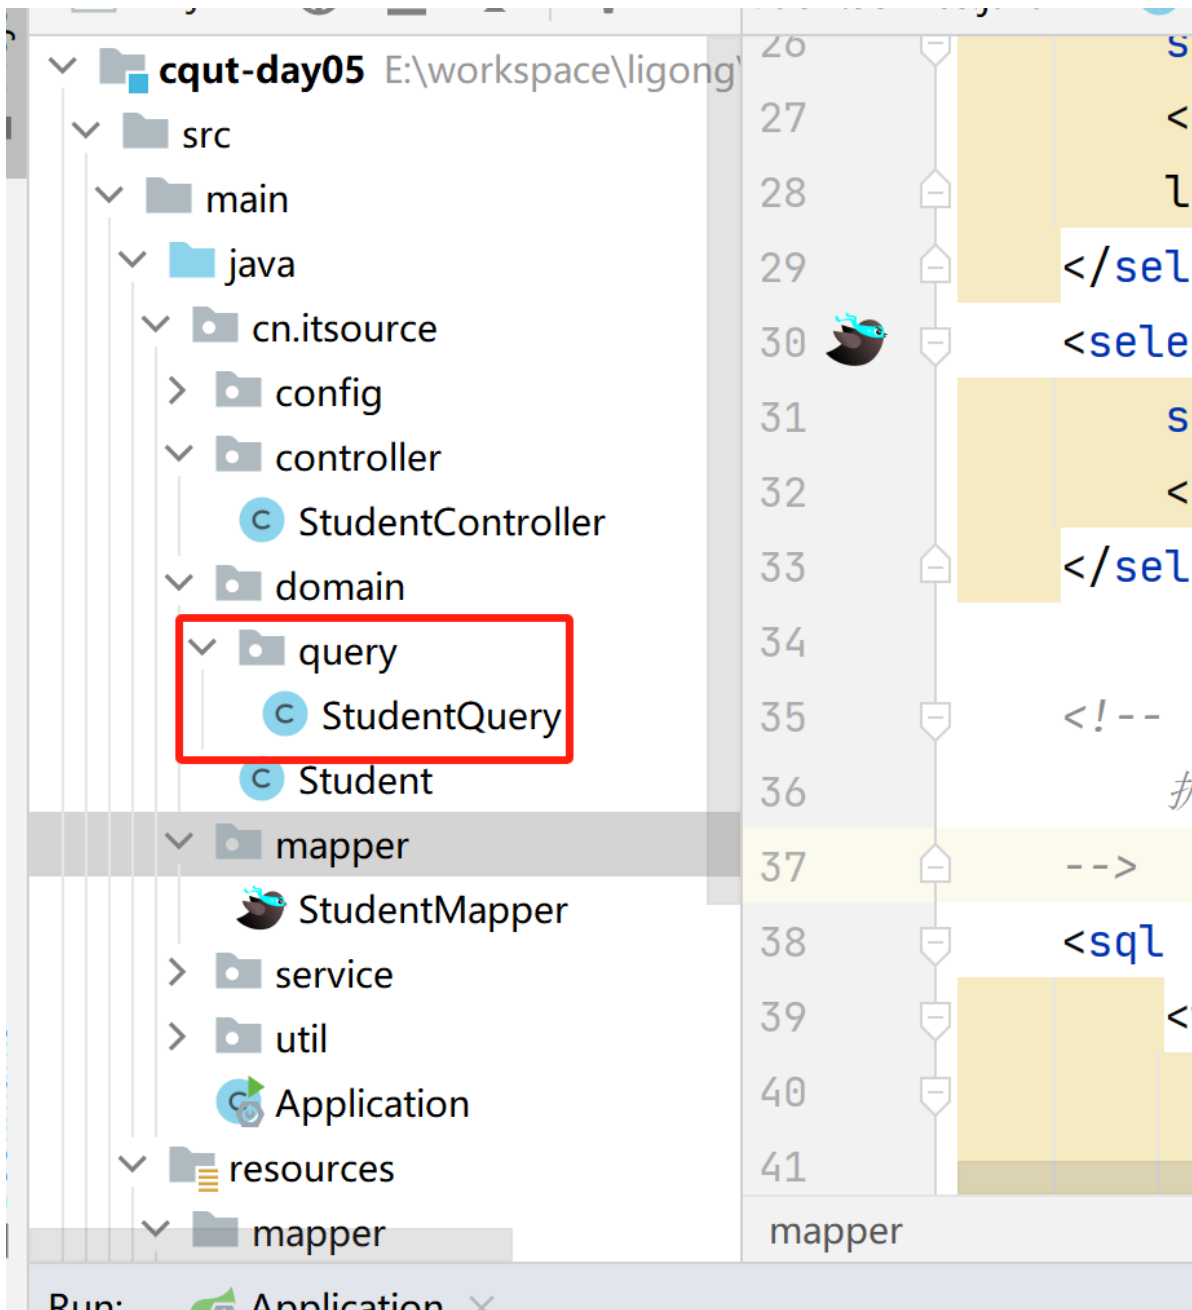 cqut-day05 E:\workspace\ligong
src
main
java
cn.itsource
config
controller
StudentController
domain
query
StudentQuery
Student
mapper
StudentMapper
service
util
Application
resources
mapper
26 s
27 <
28 l
29 </sel
30 <sele
31 s
32 <
33 </sel
34
35 <!--
36
37 -->
38 <sql
39 <
40
41
mapper
Run: Application